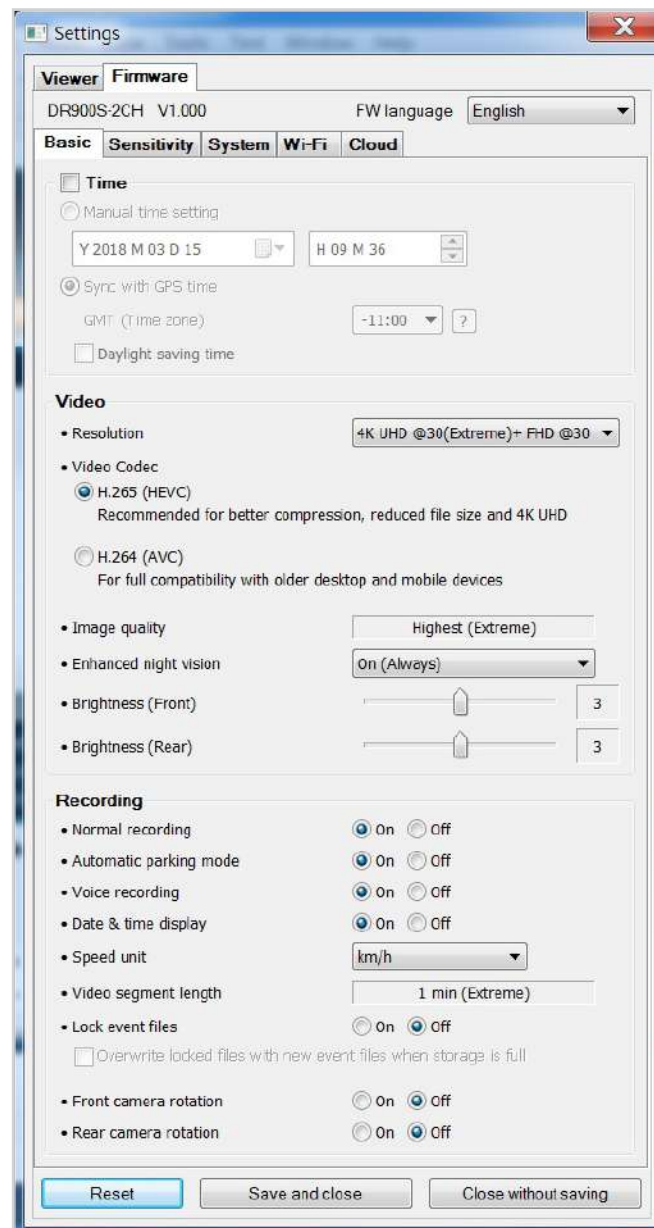 Settings
Viewer Firmware
DR900S-2CH V1.000 FW language English
Basic Sensitivity System Wi-Fi Cloud
Time
Manual time setting
Y 2018 M 03 D 15 H 09 M 36
Sync with GPS time
GMT (Time zone) -11:00 ?
Daylight saving time
Video
• Resolution 4K UHD @30(Extreme)+ FHD @30
• Video Codec
H.265 (HEVC)
Recommended for better compression, reduced file size and 4K UHD
H.264 (AVC)
For full compatibility with older desktop and mobile devices
• Image quality Highest (Extreme)
• Enhanced night vision On (Always)
• Brightness (Front) 3
• Brightness (Rear) 3
Recording
• Normal recording On Off
• Automatic parking mode On Off
• Voice recording On Off
• Date & time display On Off
• Speed unit km/h
• Video segment length 1 min (Extreme)
• Lock event files On Off
Overwrite locked files with new event files when storage is full
• Front camera rotation On Off
• Rear camera rotation On Off
Reset Save and close Close without saving